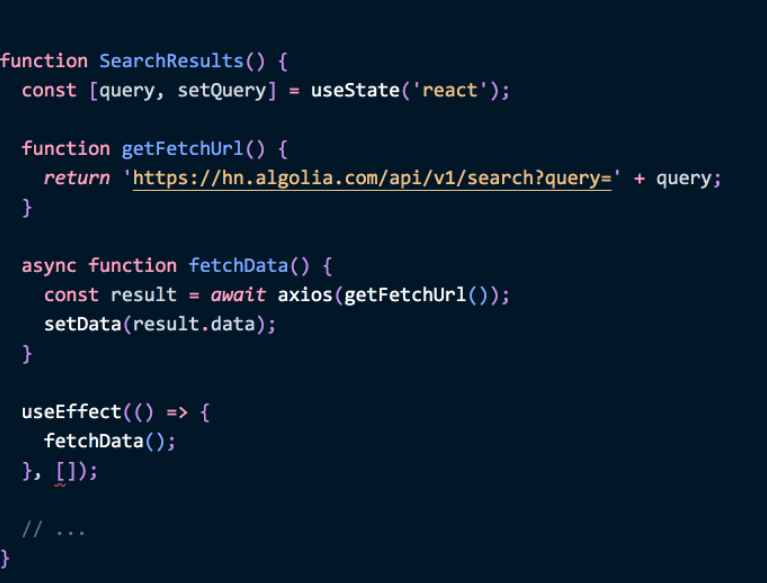 function SearchResults() {
  const [query, setQuery] = useState('react');

  function getFetchUrl() {
    return 'https://hn.algolia.com/api/v1/search?query=' + query;
  }

  async function fetchData() {
    const result = await axios(getFetchUrl());
    setData(result.data);
  }

  useEffect(() => {
    fetchData();
  }, []);

  // ...
}